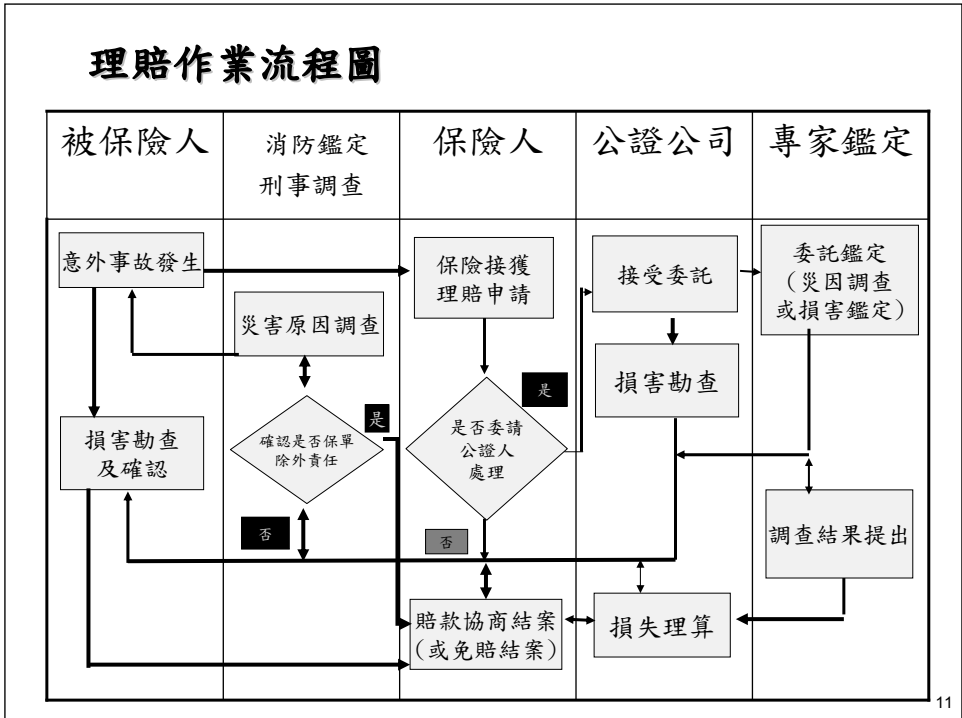 理賠作業流程圖
被保險人
消防鑑定
刑事調查
保險人
公證公司
專家鑑定
意外事故發生
保險接獲
理賠申請
接受委託
委託鑑定
（災因調查
或損害鑑定）
災害原因調查
損害勘查
是
是
損害勘查
及確認
確認是否保單
除外責任
是否委請
公證人
處理
否
否
調查結果提出
賠款協商結案
（或免賠結案）
損失理算
11